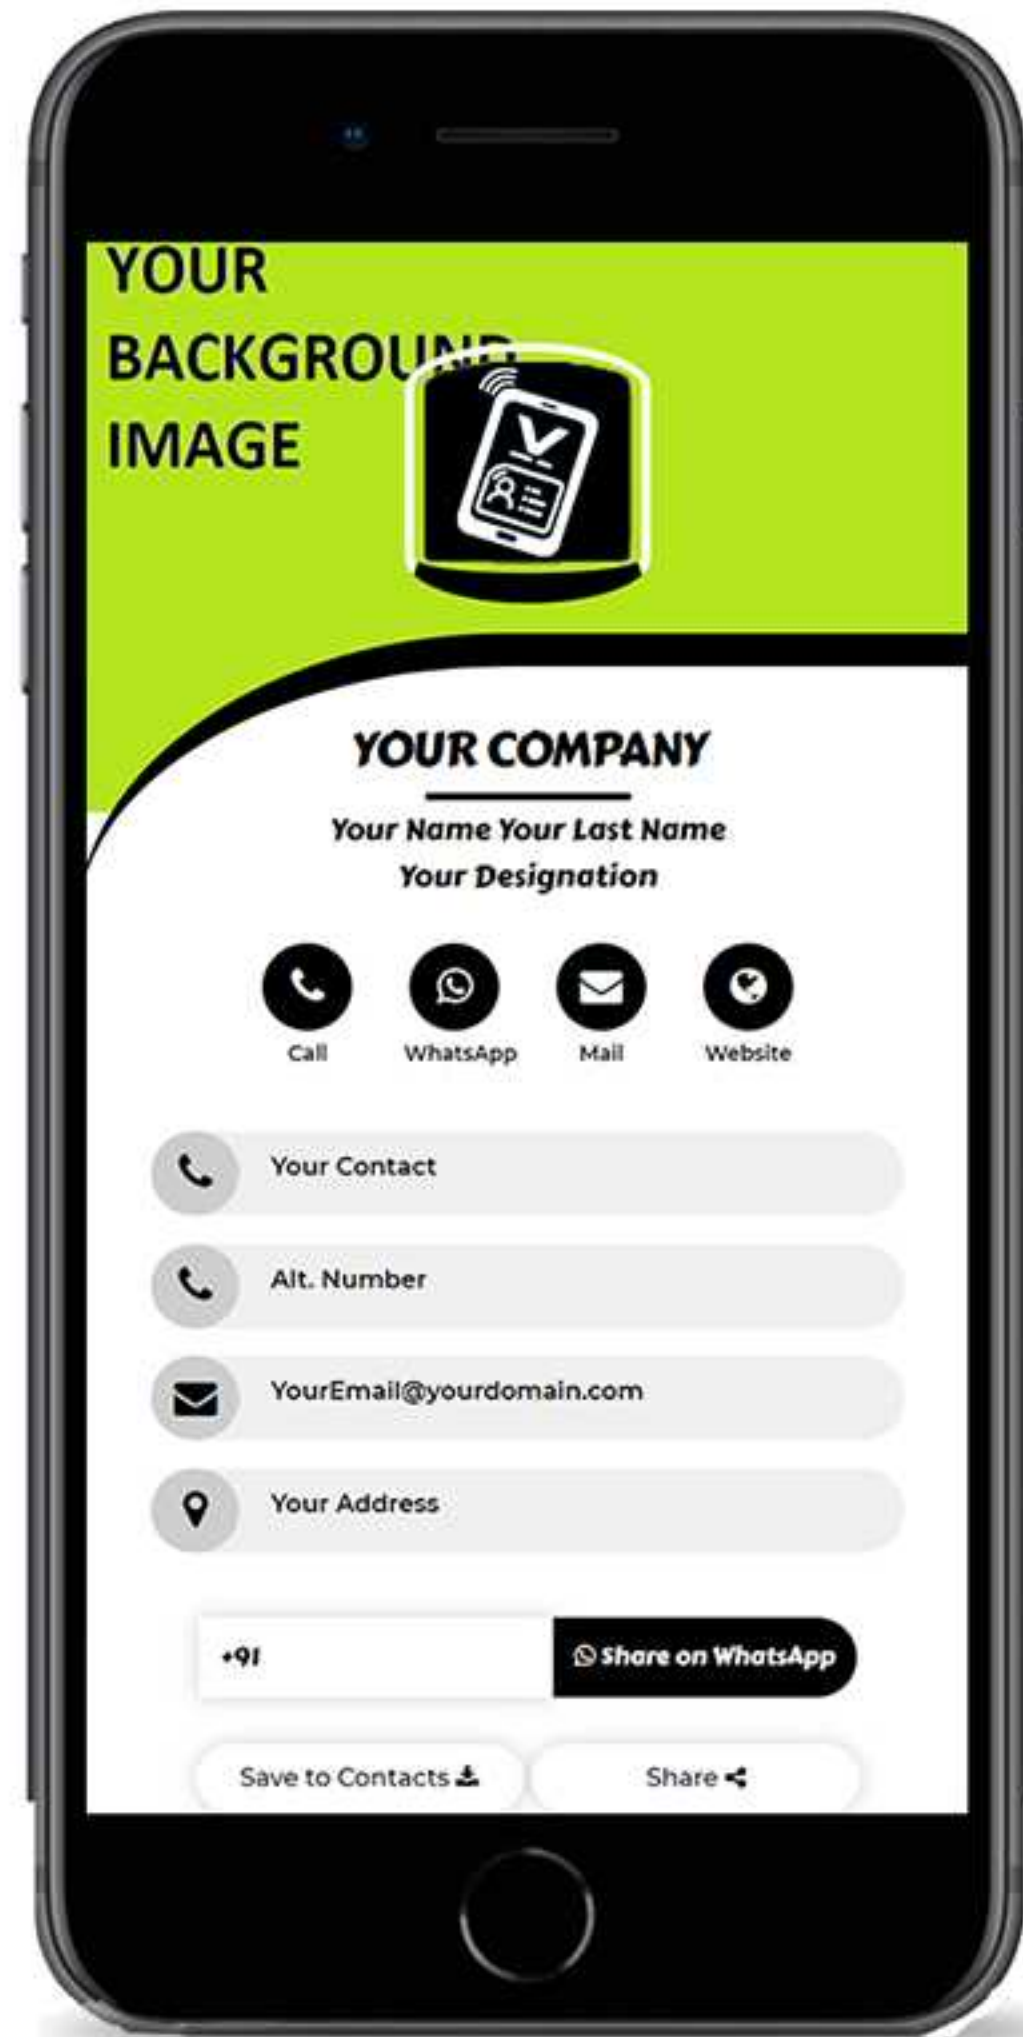 YOUR
BACKGROUND
IMAGE
V
YOUR COMPANY
Your Name Your Last Name
Your Designation
Call WhatsApp Mail Website
Your Contact
Alt. Number
YourEmail@yourdomain.com
Your Address
+91 Share on WhatsApp
Save to Contacts Share